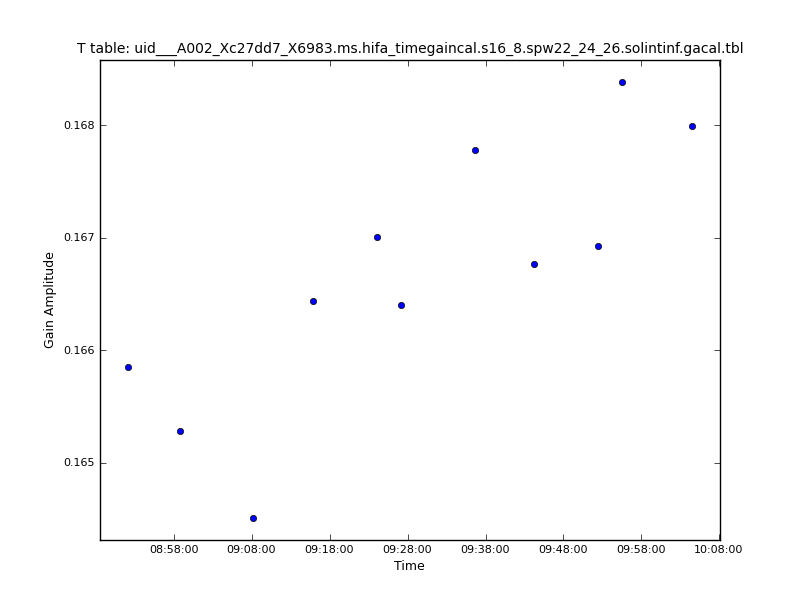 T table: uid___A002_Xc27dd7_X6983.ms.hifa_timegaincal.s16_8.spw22_24_26.solintinf.gacal.tbl
0.168
0.167
0.166
0.165
Gain Amplitude
08:58:00 09:08:00 09:18:00 09:28:00 09:38:00 09:48:00 09:58:00 10:08:00
Time